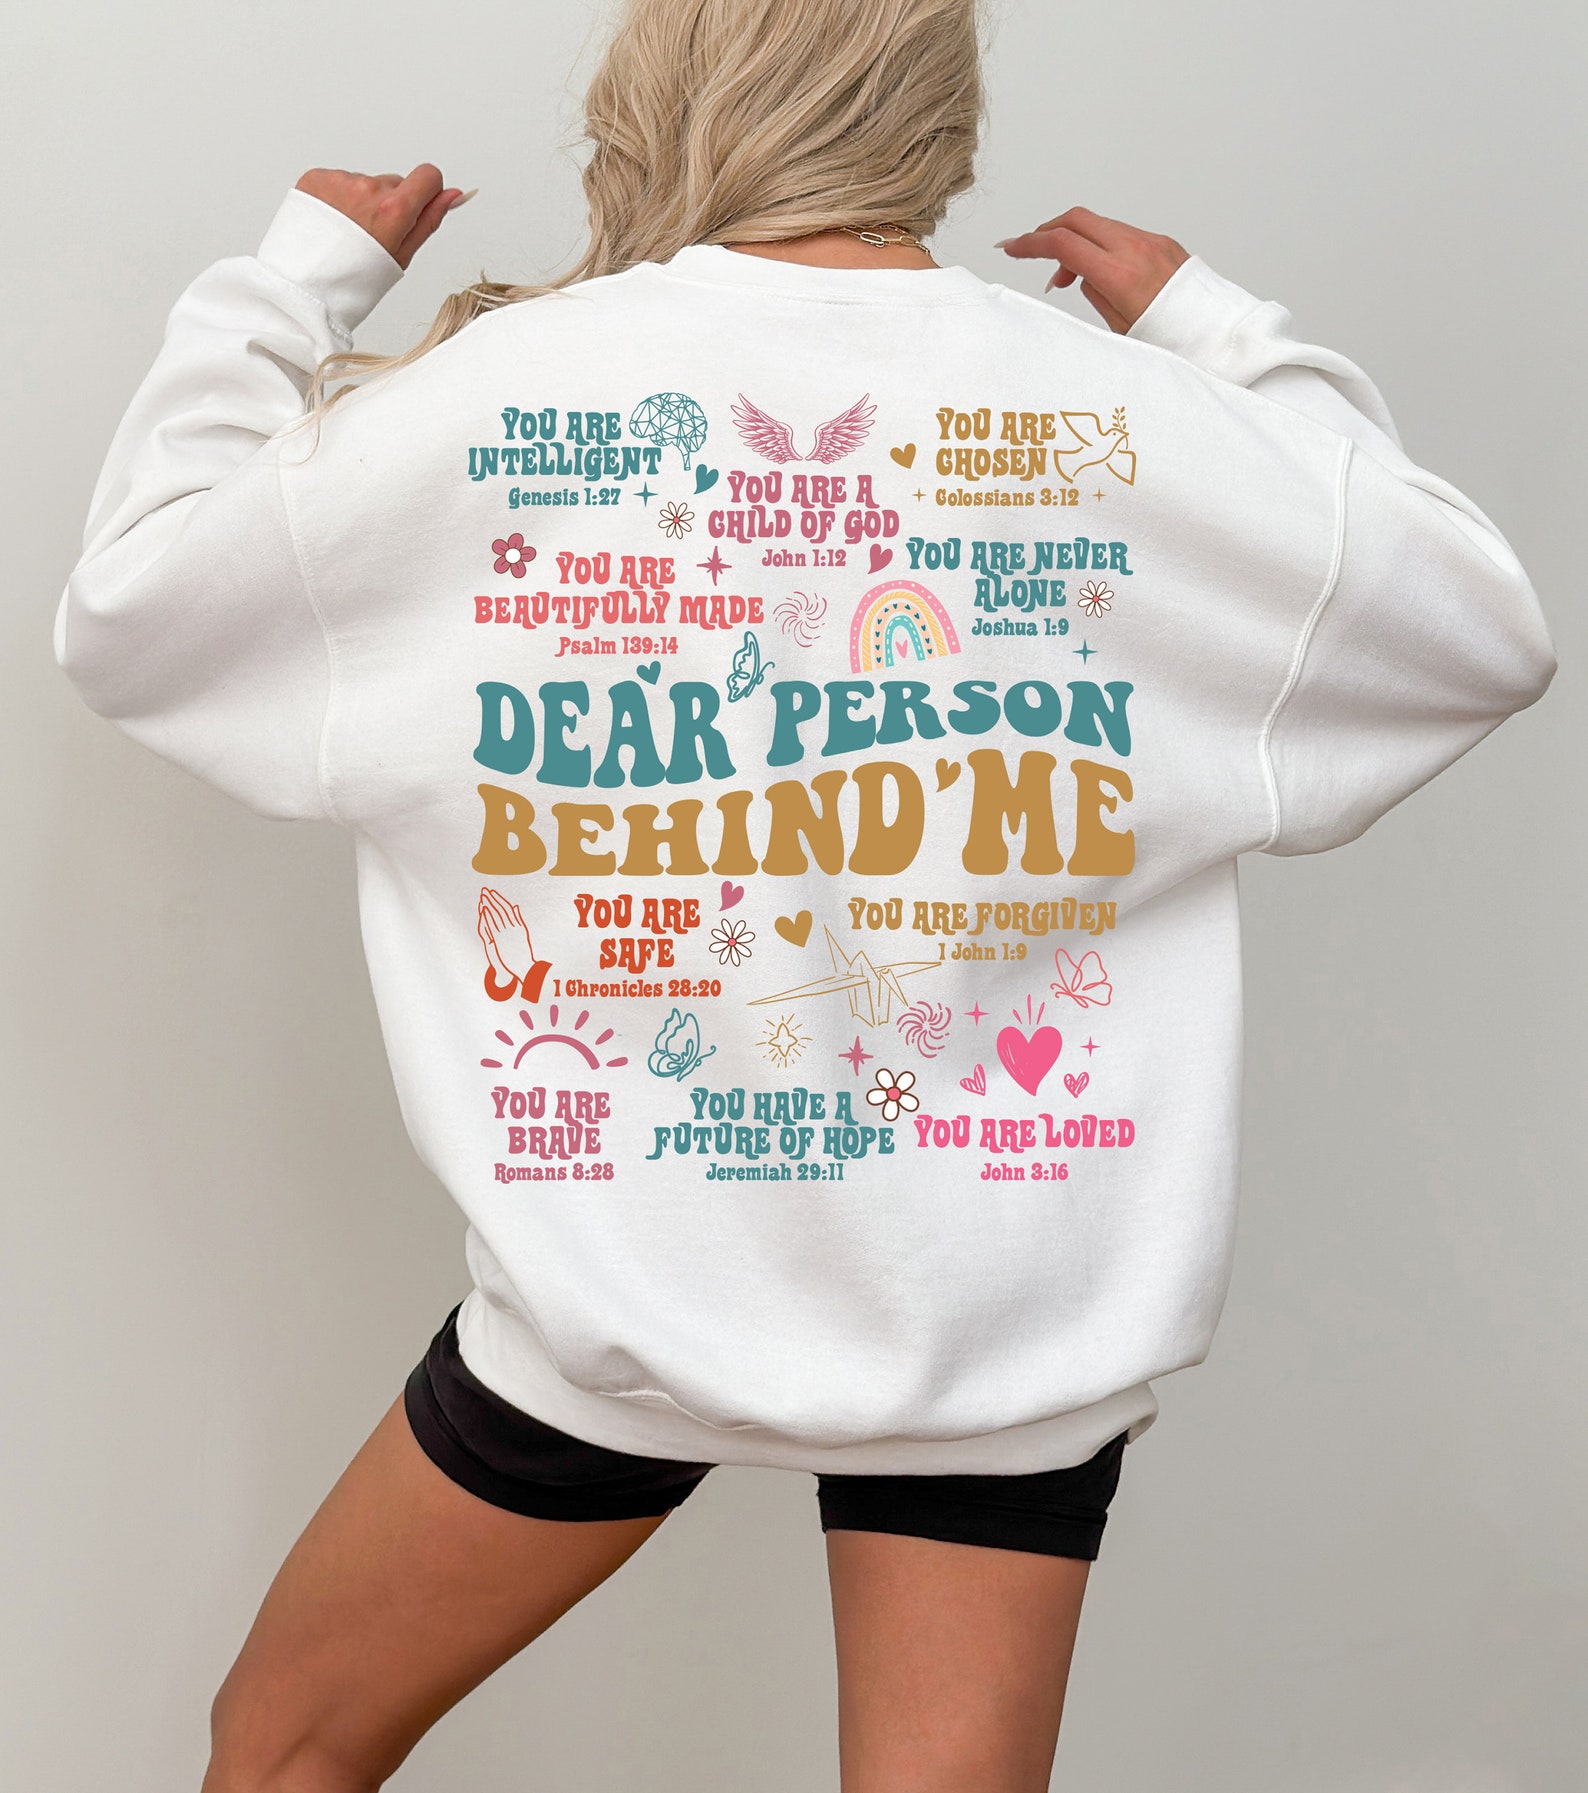 YOU ARE
INTELLIGENT
Genesis 1:27
YOU ARE A
CHILD OF GOD
John 1:12
YOU ARE
CHOSEN
Colossians 3:12
YOU ARE
BEAUTIFULLY MADE
Psalm 139:14
YOU ARE NEVER
ALONE
Joshua 1:9
DEAR PERSON
BEHIND ME
YOU ARE
SAFE
1 Chronicles 28:20
YOU ARE FORGIVEN
1 John 1:9
YOU ARE
BRAVE
Romans 8:28
YOU HAVE A
FUTURE OF HOPE
Jeremiah 29:11
YOU ARE LOVED
John 3:16